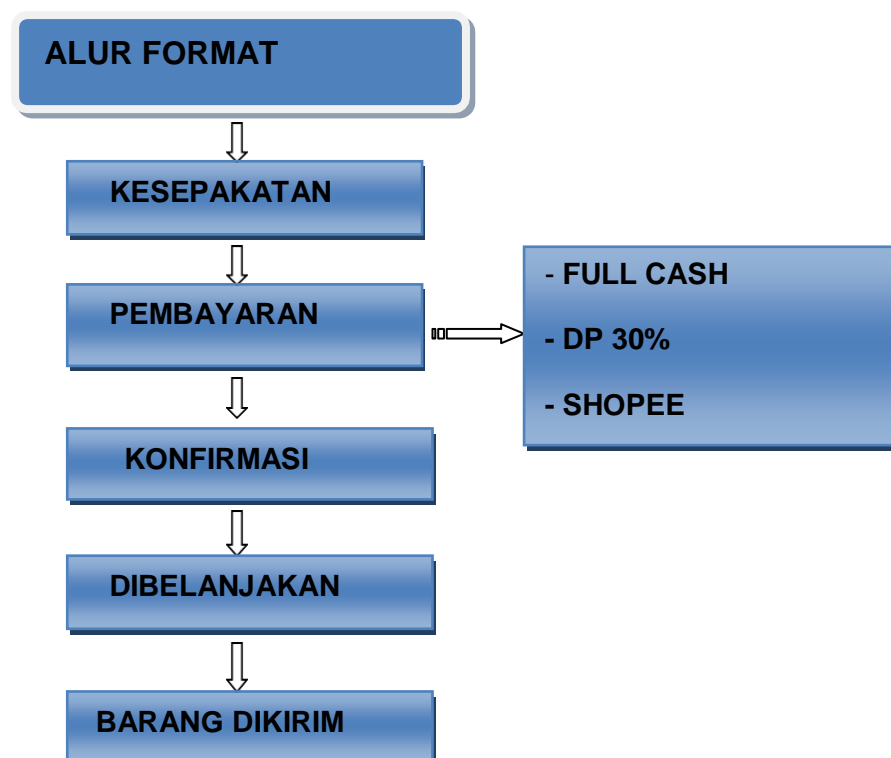 ALUR FORMAT
KESEPAKATAN
PEMBAYARAN
- FULL CASH
- DP 30%
- SHOPEE
KONFIRMASI
DIBELANJAKAN
BARANG DIKIRIM